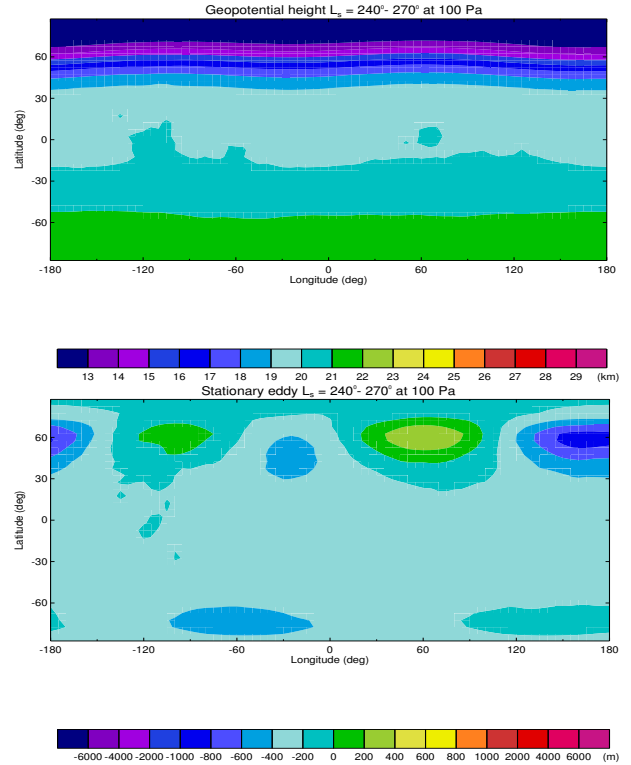 Geopotential height Ls = 240°- 270° at 100 Pa
Latitude (deg)
60
30
0
-30
-60
-180 -120 -60 0 60 120 180
Longitude (deg)
13 14 15 16 17 18 19 20 21 22 23 24 25 26 27 28 29 (km)
Stationary eddy Ls = 240°- 270° at 100 Pa
Latitude (deg)
60
30
0
-30
-60
-180 -120 -60 0 60 120 180
Longitude (deg)
-6000 -4000 -2000 -1000 -800 -600 -400 -200 0 200 400 600 800 1000 2000 4000 6000 (m)